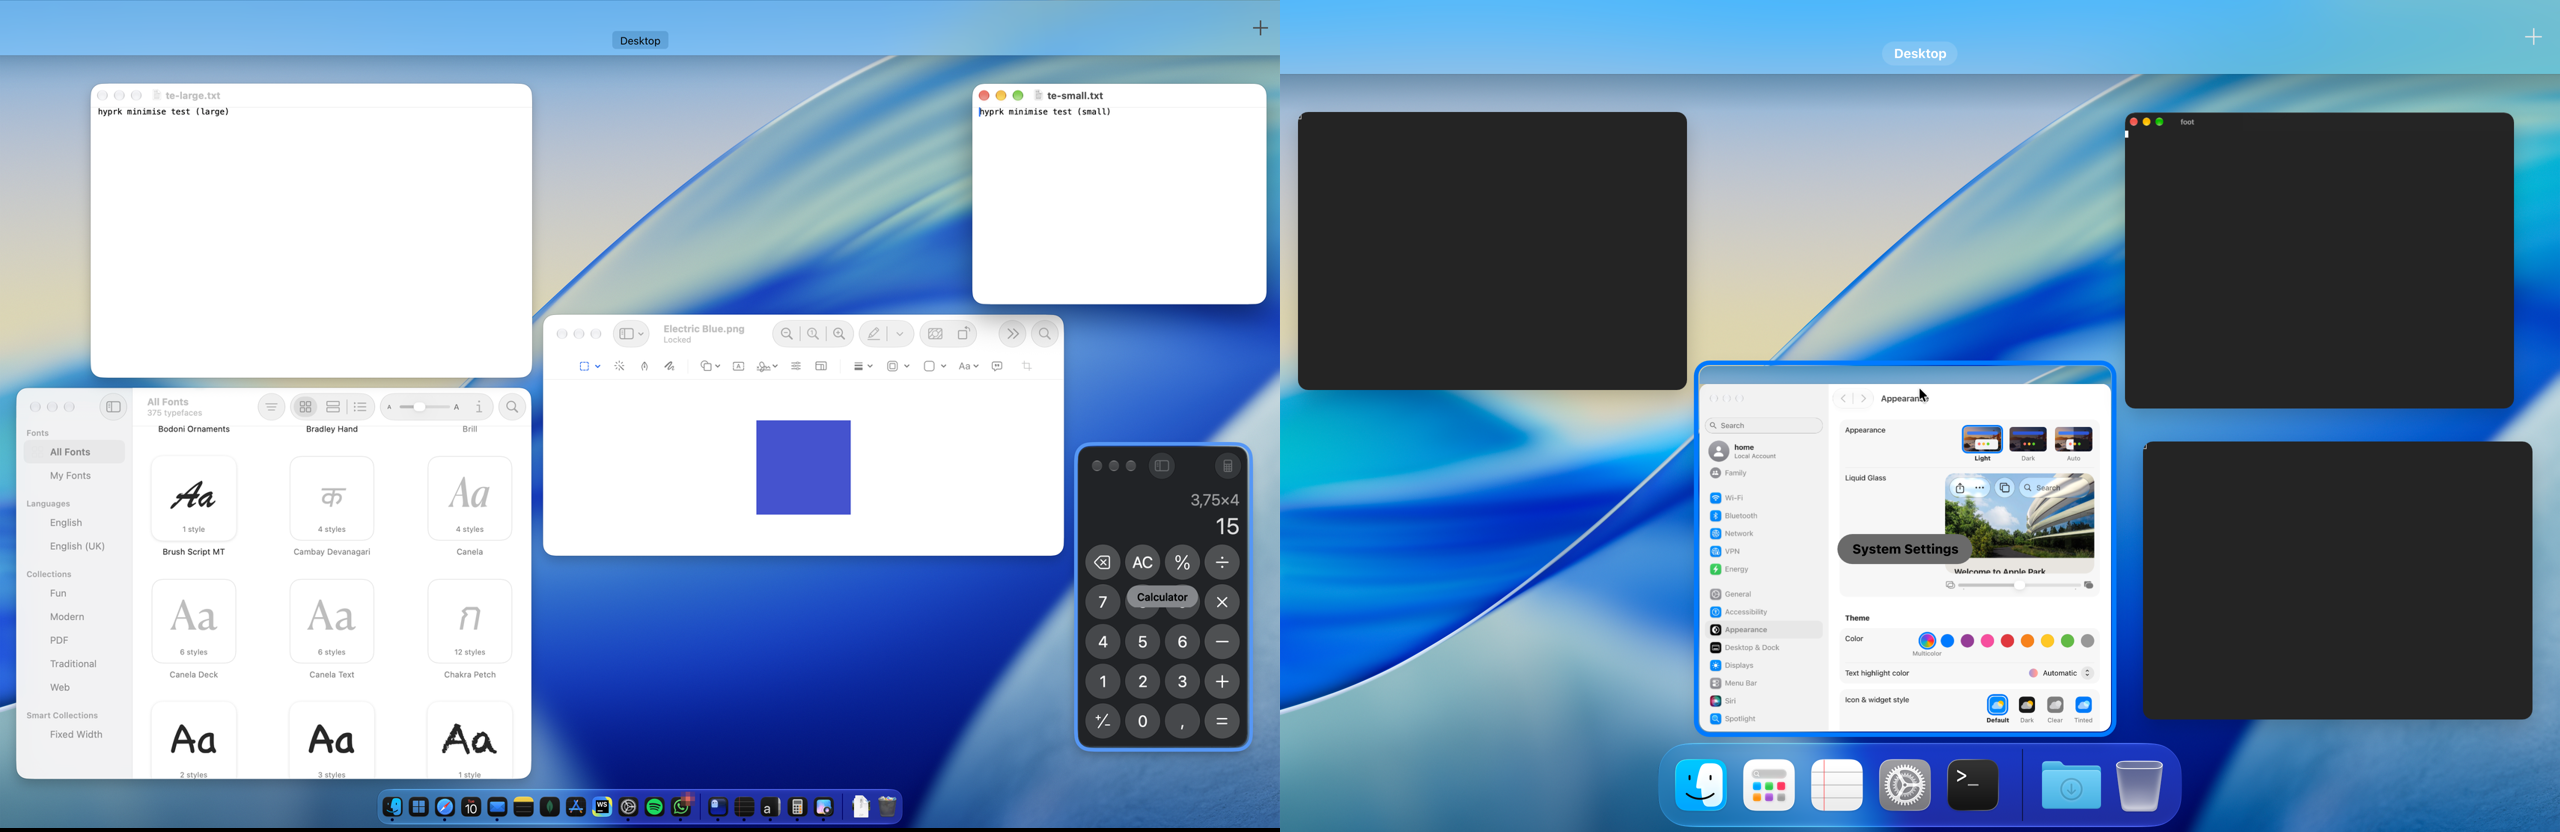 Desktop
te-large.txt
hyprk minimise test (large)
te-small.txt
hyprk minimise test (small)
Electric Blue.png
Locked
Aa
All Fonts
375 typefaces
A
A
Fonts
All Fonts
My Fonts
Languages
English
English (UK)
Collections
Fun
Modern
PDF
Traditional
Web
Smart Collections
Fixed Width
Bodoni Ornaments
Bradley Hand
Brill
Aa
1 style
Brush Script MT
क
4 styles
Cambay Devanagari
Aa
4 styles
Canela
Aa
6 styles
Canela Deck
Aa
6 styles
Canela Text
ก
12 styles
Chakra Petch
Aa
2 styles
Aa
3 styles
Aa
1 style
3,75×4
15
AC
%
÷
7
Calculator
×
4
5
6
−
1
2
3
+
+/−
0
,
=
10
WS
a
Desktop
foot
Search
home
Local Account
Family
Wi-Fi
Bluetooth
Network
VPN
Energy
General
Accessibility
Appearance
Desktop & Dock
Displays
Menu Bar
Siri
Spotlight
Appearance
Appearance
Light
Dark
Auto
Liquid Glass
Search
System Settings
Welcome to Apple Park
Theme
Color
Multicolor
Text highlight color
Automatic
Icon & widget style
Default
Dark
Clear
Tinted
>_